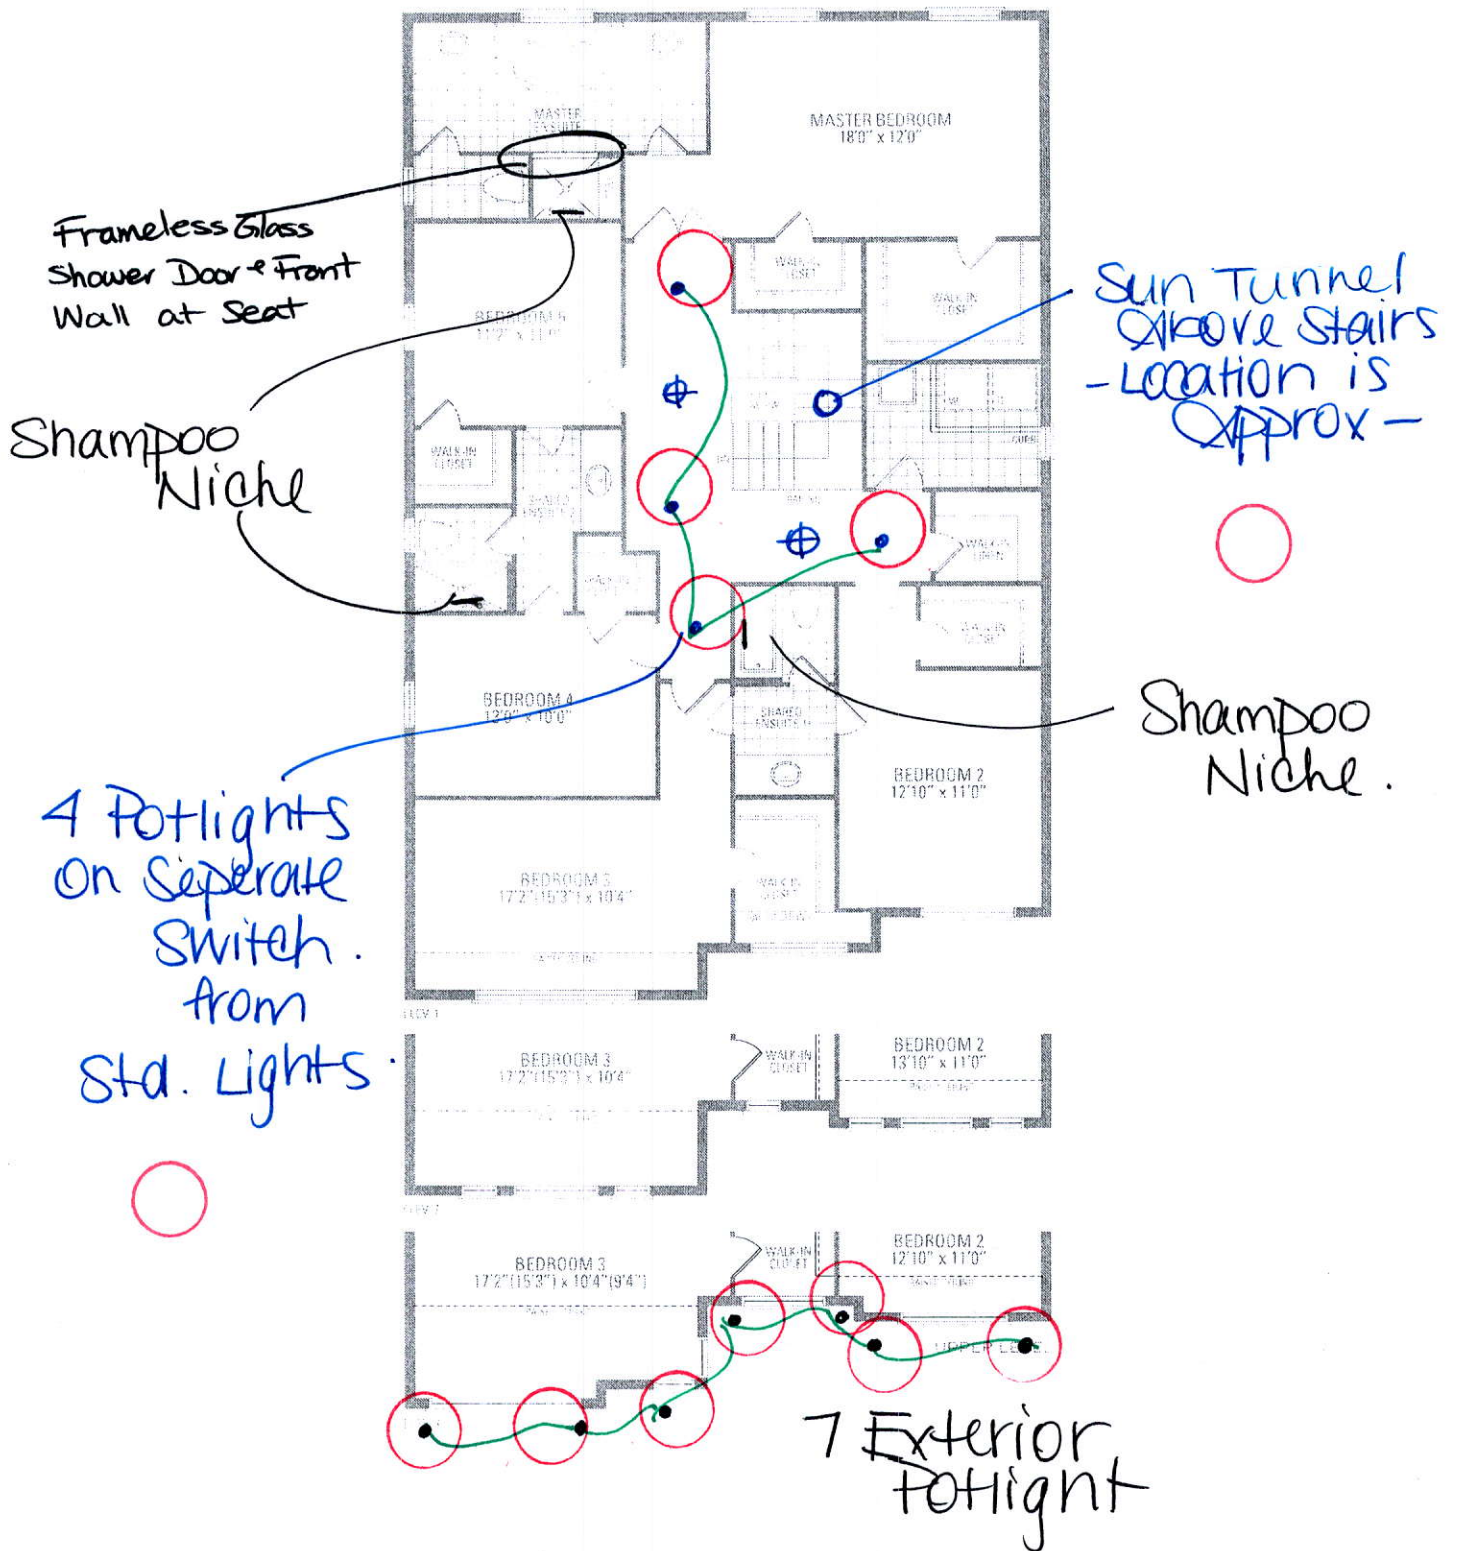 MASTER
ENSUITE
MASTER BEDROOM
18'0" x 12'0"
Frameless Glass
Shower Door & Front
Wall at Seat
WALK-IN
CLOSET
WALK-IN
Sun Tunnel
Above Stairs
- Location is
Approx -
BEDROOM 5
Shampoo
Niche
WALK-IN
CLOSET
SHARED
ENSUITE 2
WALK-IN
LINEN
WALK-IN
CLOSET
BEDROOM 4
12'0" x 10'0"
SHARED
ENSUITE 1
Shampoo
Niche.
BEDROOM 2
12'10" x 11'0"
4 Potlights
on Seperate
Switch.
from
Std. Lights.
BEDROOM 3
17'2"(15'3") x 10'4"
WALK-IN
CLOSET
ELEV 1
BEDROOM 3
17'2"(15'3") x 10'4"
WALK-IN
CLOSET
BEDROOM 2
13'10" x 11'0"
ELEV 2
BEDROOM 3
17'2"(15'3") x 10'4"(9'4")
WALK-IN
CLOSET
BEDROOM 2
12'10" x 11'0"
UPPER LEVEL
7 Exterior
Potlight